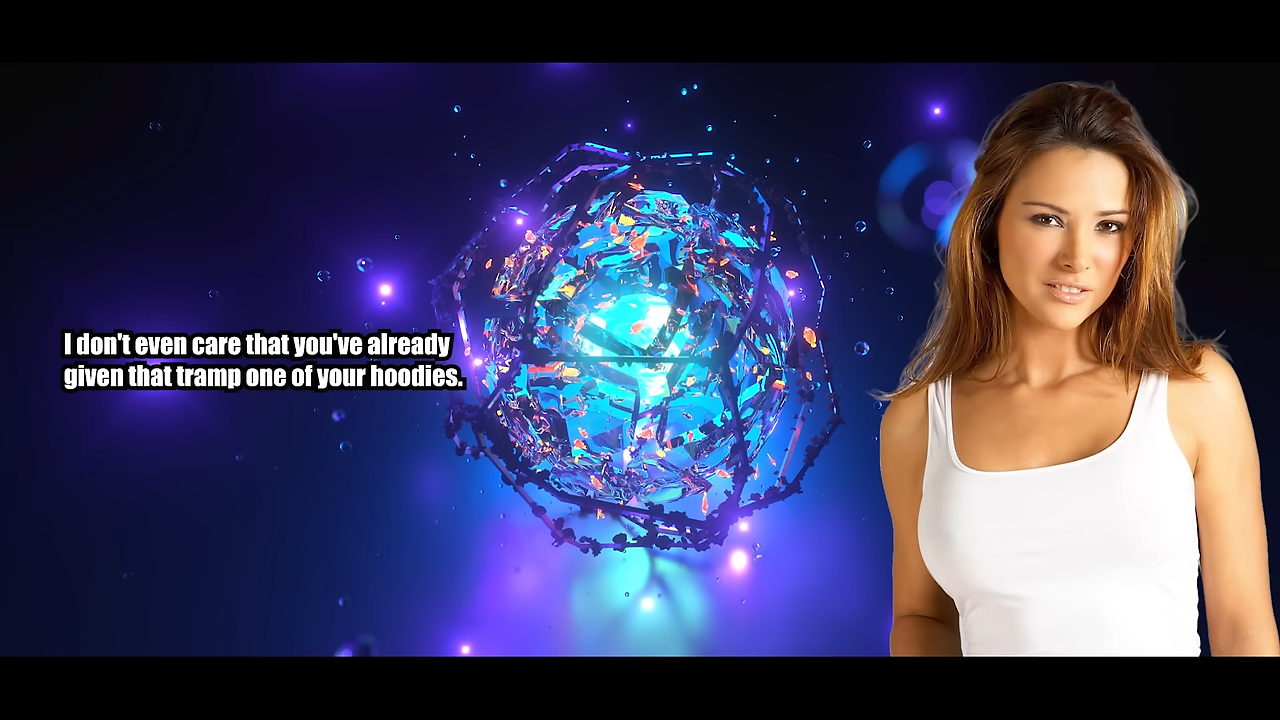 I don't even care that you've already
given that tramp one of your hoodies.